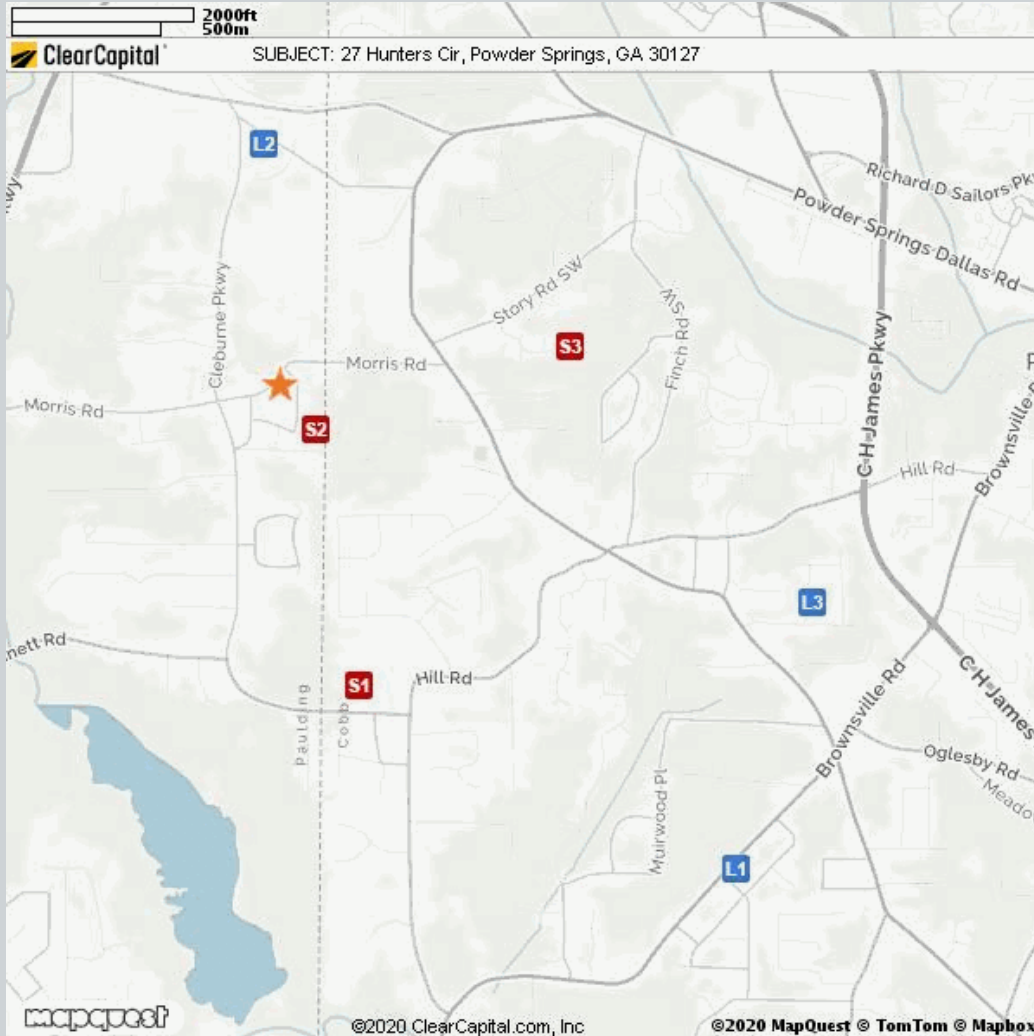 2000ft
500m
ClearCapital
SUBJECT: 27 Hunters Cir, Powder Springs, GA 30127
L2
Richard D Sailors Pkwy
Powder Springs Dallas Rd
Cleburne Pkwy
Story Rd SW
Finch Rd SW
S3
Morris Rd
Morris Rd
S2
C H James Pkwy
Hill Rd
Brownsville R
L3
nett Rd
S1
Hill Rd
Paulding
Cobb
C H James
Brownsville Rd
Oglesby Rd
Meado
Muirwood Pl
L1
mapquest
©2020 ClearCapital.com, Inc
©2020 MapQuest © TomTom © Mapbox